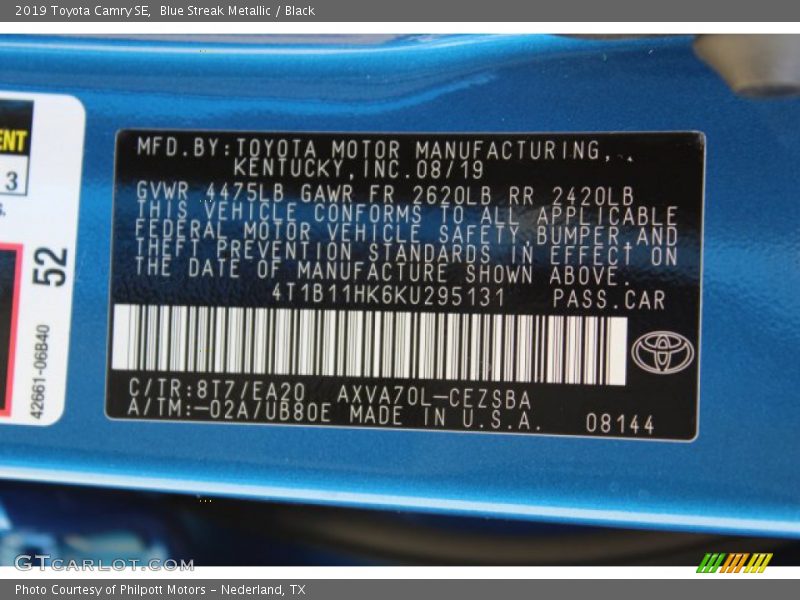 2019 Toyota Camry SE, Blue Streak Metallic / Black
ENT
3
S.
52
42661-06B40
MFD.BY:TOYOTA MOTOR MANUFACTURING,
KENTUCKY,INC.08/19
GVWR 4475LB GAWR FR 2620LB RR 2420LB
THIS VEHICLE CONFORMS TO ALL APPLICABLE
FEDERAL MOTOR VEHICLE SAFETY,BUMPER,AND
THEFT PREVENTION STANDARDS IN EFFECT ON
THE DATE OF MANUFACTURE SHOWN ABOVE.
4T1B11HK6KU295131 PASS.CAR
C/TR:8T7/EA20 AXVA70L-CEZSBA
A/TM:-02A/UB80E MADE IN U.S.A. 08144
GTCarLot.com
Photo Courtesy of Philpott Motors - Nederland, TX